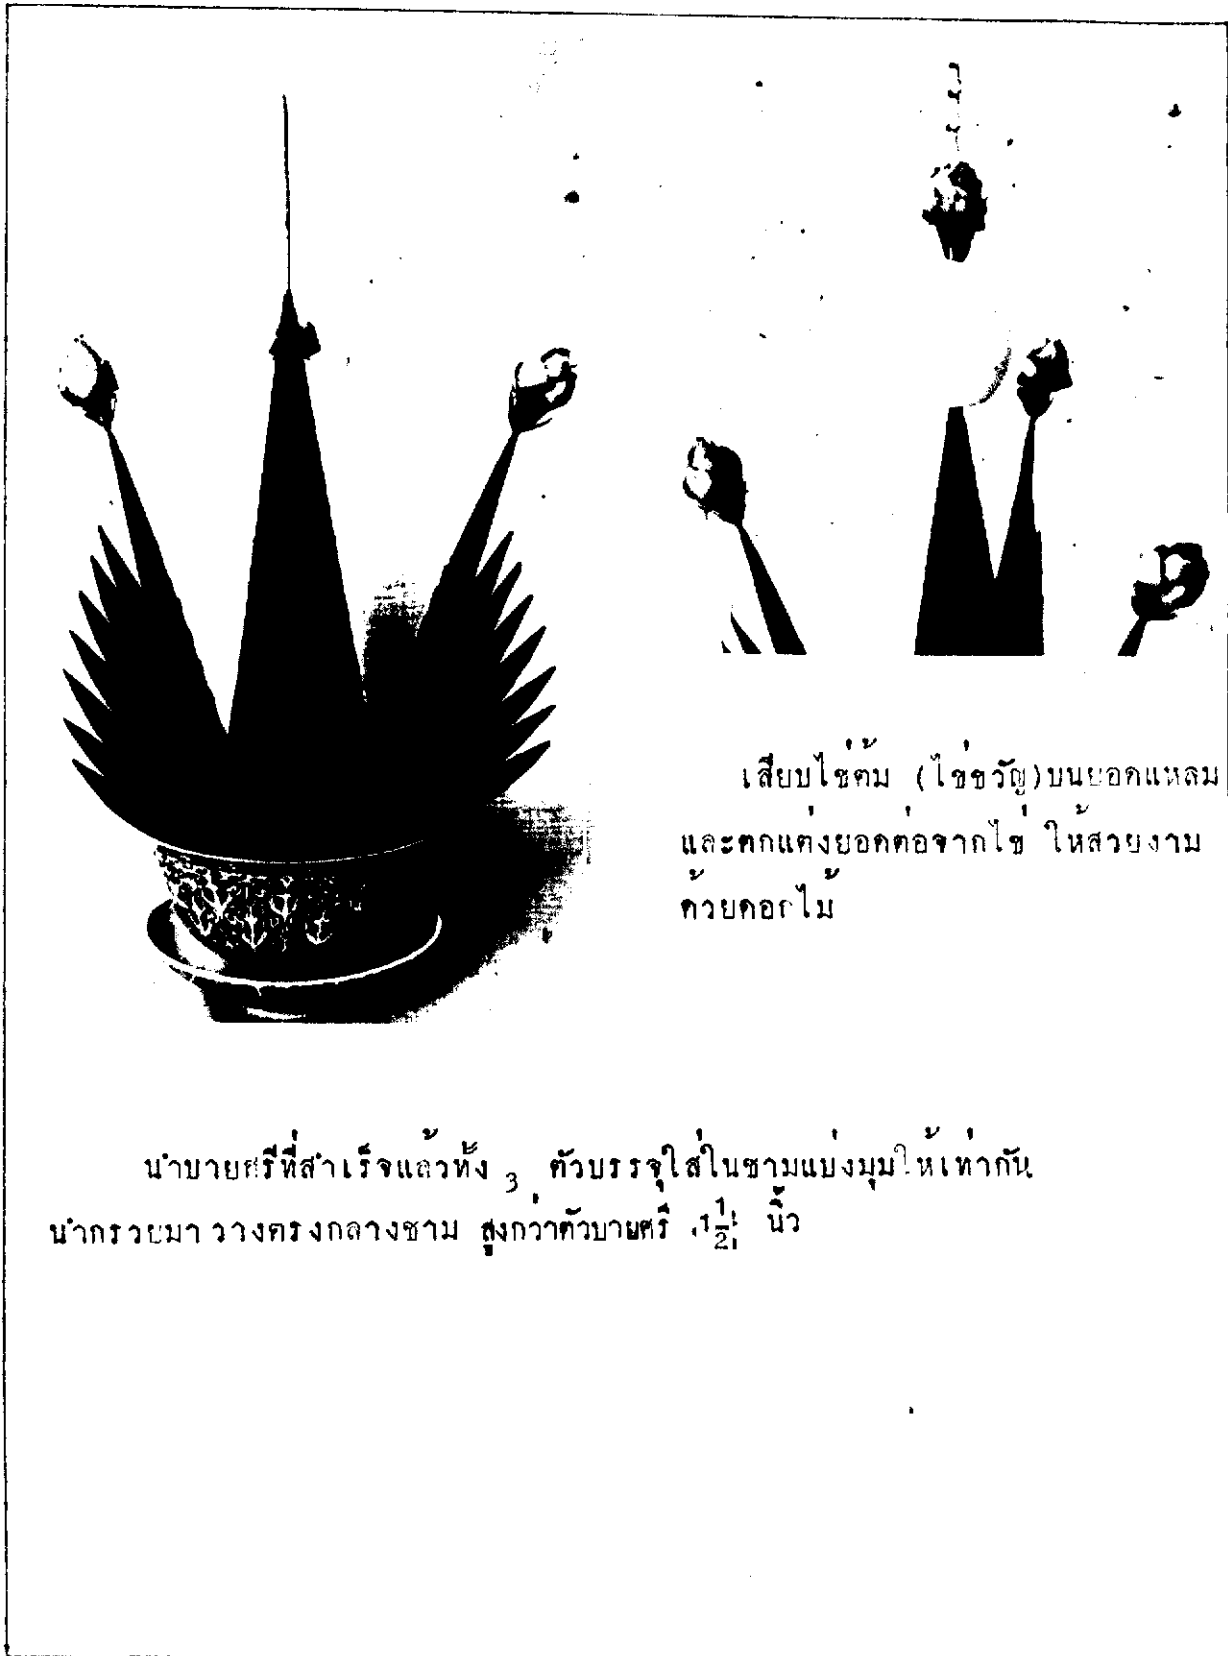 เสียบไข่ต้ม (ไข่ขวัญ)บนยอดแหลม
และตกแต่งยอดต่อจากไข่ ให้สวยงาม
ด้วยดอกไม้
นำบายศรีที่สำเร็จแล้วทั้ง 3 ตัวบรรจุใส่ในชามแบ่งมุมให้เท่ากัน
นำกรวยมาวางตรงกลางชาม สูงกว่าตัวบายศรี 1 1/2 นิ้ว